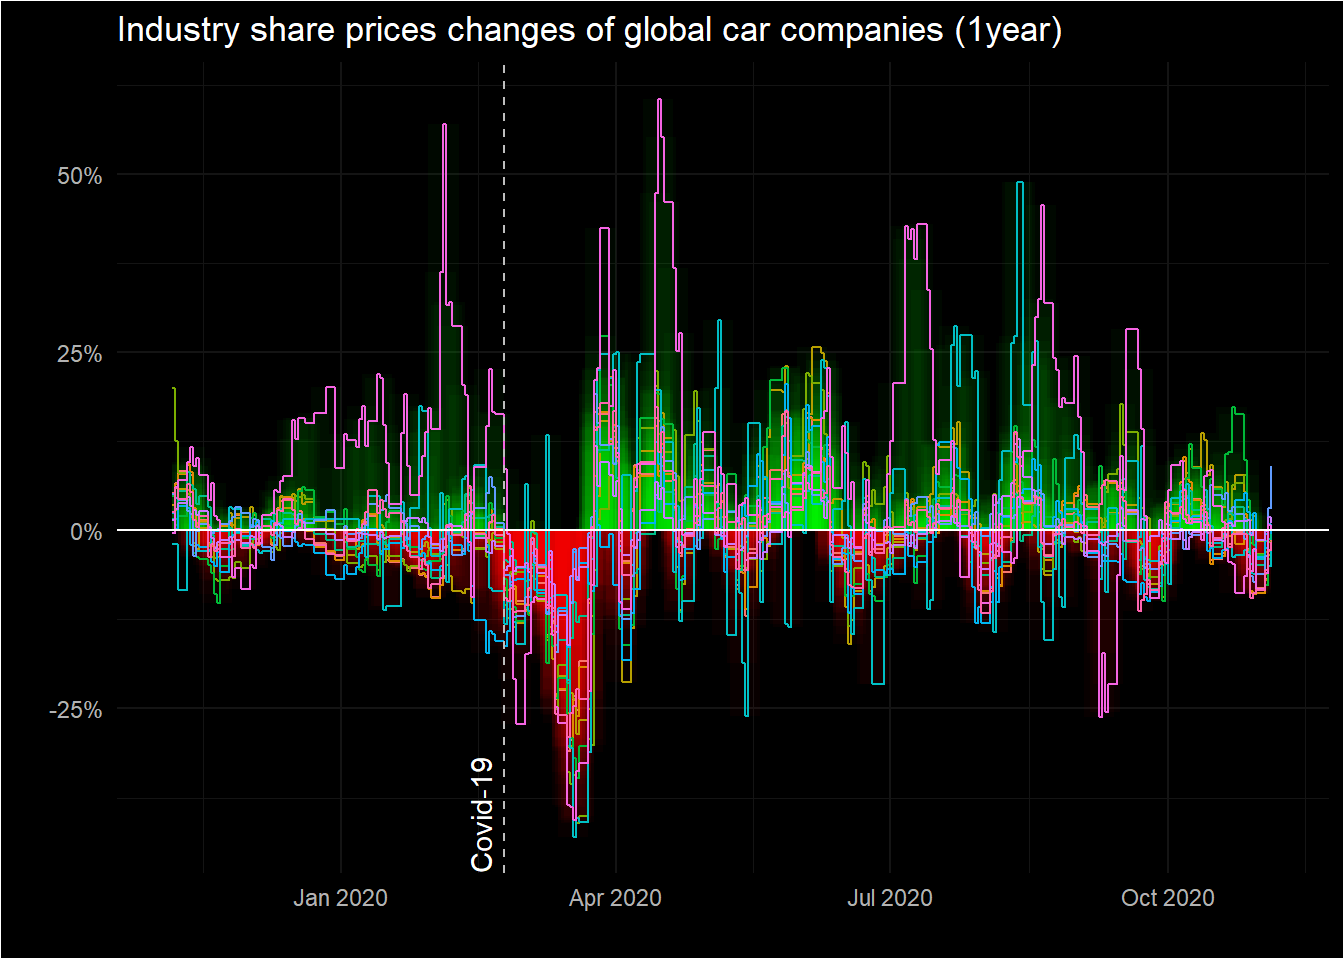 Industry share prices changes of global car companies (1year)
50%
25%
0%
-25%
Covid-19
Jan 2020
Apr 2020
Jul 2020
Oct 2020